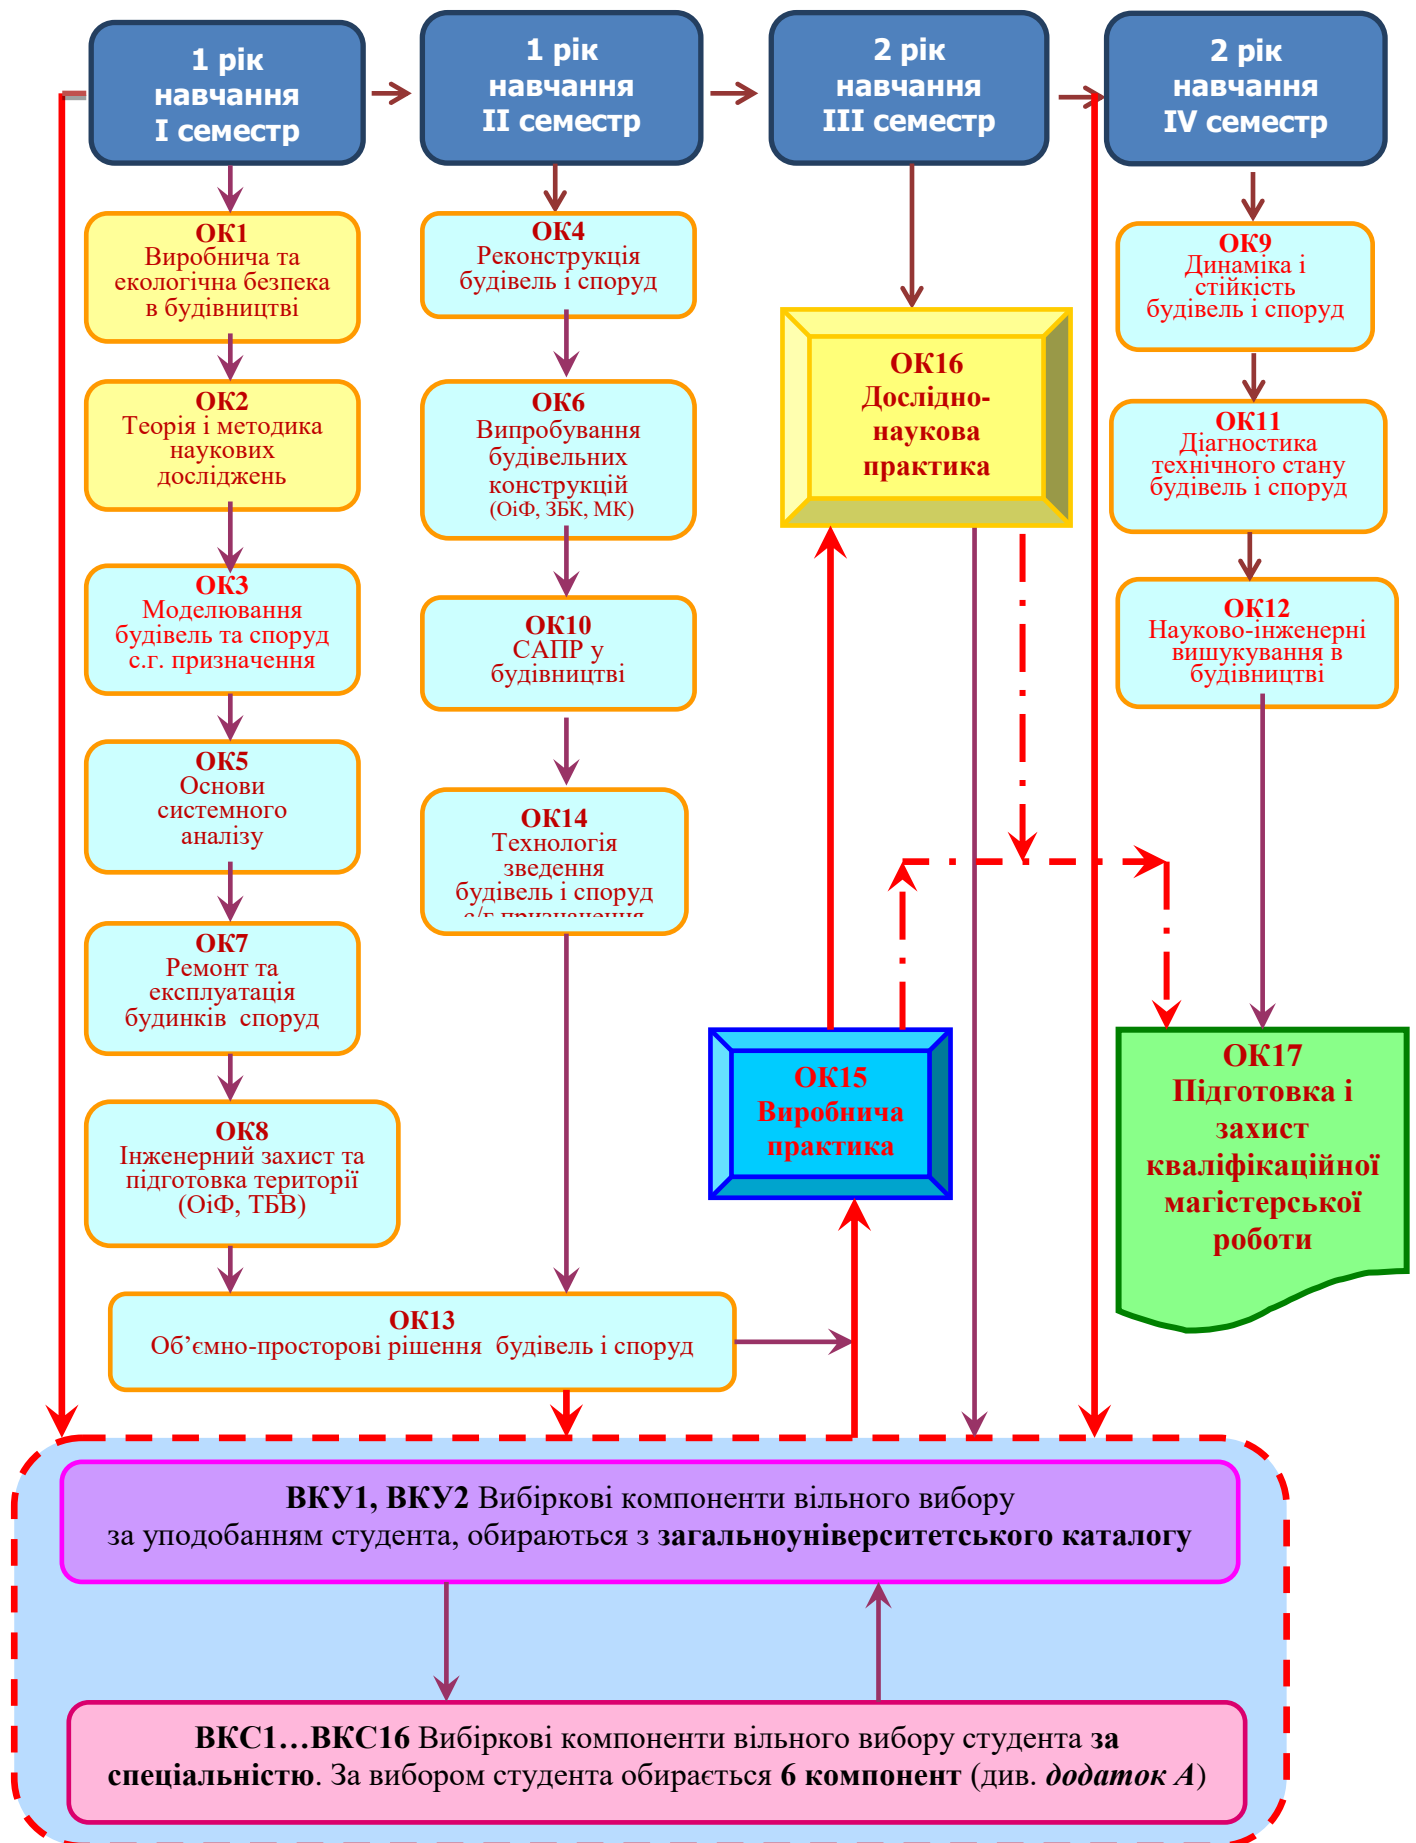 1 рік
навчання
І семестр
1 рік
навчання
ІІ семестр
2 рік
навчання
ІІІ семестр
2 рік
навчання
ІV семестр
ОК1
Виробнича та
екологічна безпека
в будівництві
ОК2
Теорія і методика
наукових
досліджень
ОК3
Моделювання
будівель та споруд
с.г. призначення
ОК5
Основи
системного
аналізу
ОК7
Ремонт та
експлуатація
будинків споруд
ОК8
Інженерний захист та
підготовка території
(ОіФ, ТБВ)
ОК4
Реконструкція
будівель і споруд
ОК6
Випробування
будівельних
конструкцій
(ОіФ, ЗБК, МК)
ОК10
САПР у
будівництві
ОК14
Технологія
зведення
будівель і споруд
с/г призначення
ОК13
Об’ємно-просторові рішення будівель і споруд
ОК16
Дослідно-
наукова
практика
ОК15
Виробнича
практика
ОК9
Динаміка і
стійкість
будівель і споруд
ОК11
Діагностика
технічного стану
будівель і споруд
ОК12
Науково-інженерні
вишукування в
будівництві
ОК17
Підготовка і
захист
кваліфікаційної
магістерської
роботи
ВКУ1, ВКУ2 Вибіркові компоненти вільного вибору
за уподобанням студента, обираються з загальноуніверситетського каталогу
ВКС1…ВКС16 Вибіркові компоненти вільного вибору студента за
спеціальністю. За вибором студента обирається 6 компонент (див. додаток А)